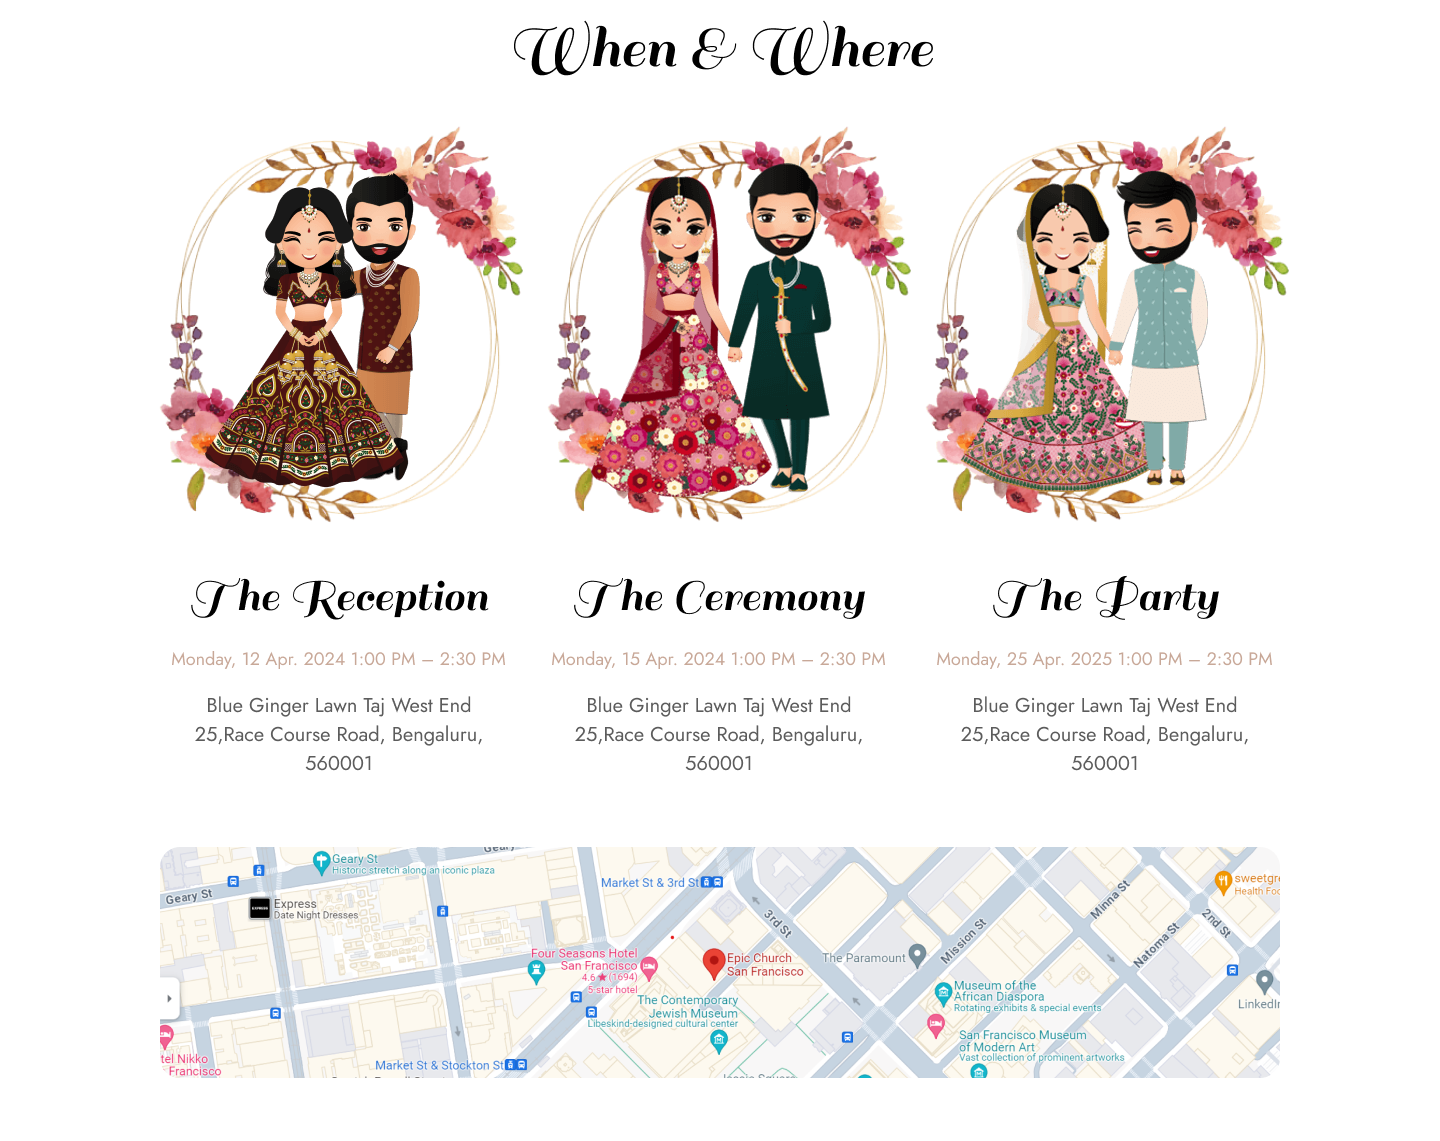 When & Where
The Reception
Monday, 12 Apr. 2024 1:00 PM – 2:30 PM
Blue Ginger Lawn Taj West End
25,Race Course Road, Bengaluru,
560001
The Ceremony
Monday, 15 Apr. 2024 1:00 PM – 2:30 PM
Blue Ginger Lawn Taj West End
25,Race Course Road, Bengaluru,
560001
The Party
Monday, 25 Apr. 2025 1:00 PM – 2:30 PM
Blue Ginger Lawn Taj West End
25,Race Course Road, Bengaluru,
560001
Geary St
Historic stretch along an iconic plaza
Geary St
EXPRESS
Express
Date Night Dresses
Market St & 3rd St
3rd St
Four Seasons Hotel
San Francisco
4.6★(1694)
5-star hotel
Epic Church
San Francisco
The Paramount
Mission St
Minna St
Natoma St
2nd St
Health Foo
The Contemporary
Jewish Museum
Libeskind-designed cultural center
Museum of the
African Diaspora
Rotating exhibits & special events
San Francisco Museum
of Modern Art
Vast collection of prominent artworks
LinkedIn
tel Nikko
Francisco
Market St & Stockton St